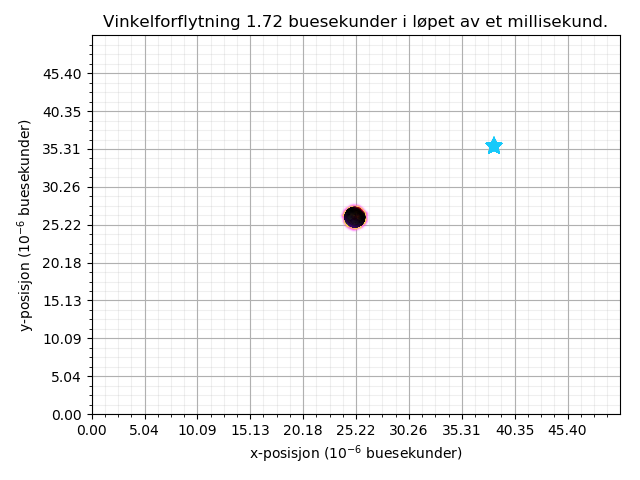 Vinkelforflytning 1.72 buesekunder i løpet av et millisekund.
45.40
40.35
35.31
30.26
25.22
20.18
15.13
10.09
5.04
0.00
y-posisjon (10⁻⁶ buesekunder)
0.00 5.04 10.09 15.13 20.18 25.22 30.26 35.31 40.35 45.40
x-posisjon (10⁻⁶ buesekunder)